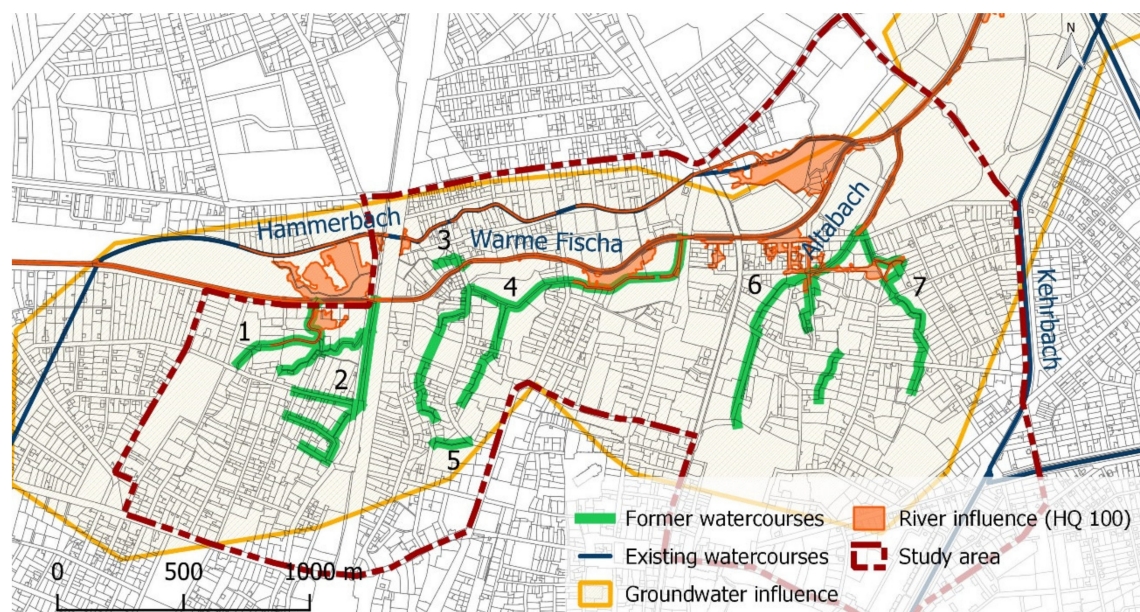 N
Hammerbach
3
Warme Fischa
Altabach
4
6
7
Kehrbach
1
2
5
Former watercourses
River influence (HQ 100)
Existing watercourses
Study area
Groundwater influence
0 500 1000 m